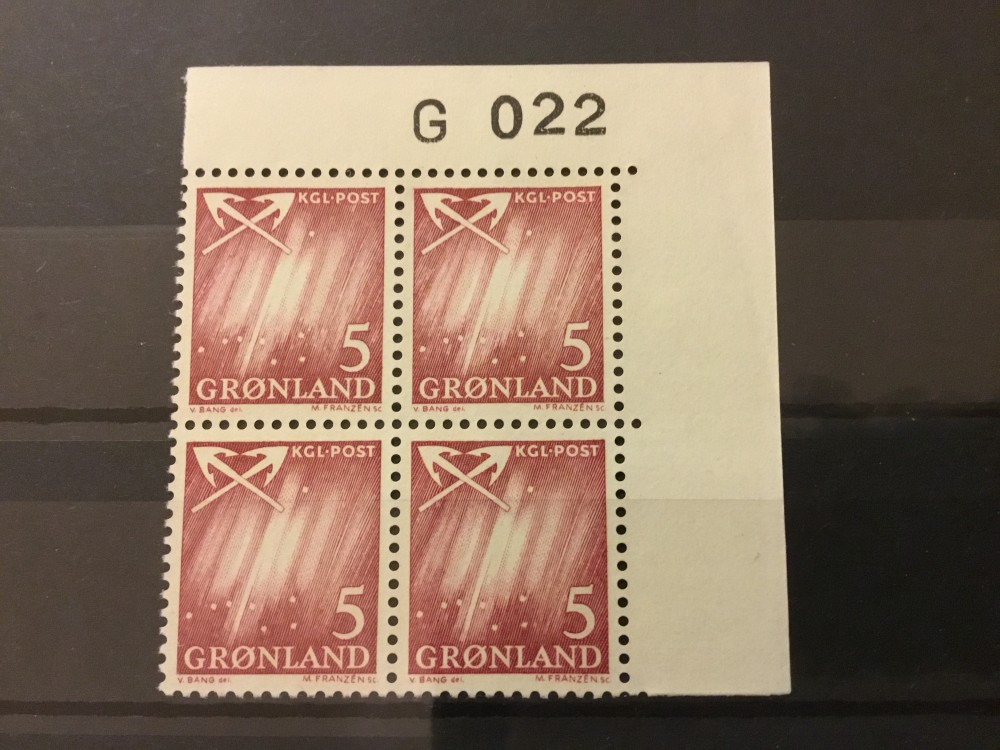 G 022
KGL·POST
5
GRØNLAND
V. BANG del. M. FRANZÉN SC.
KGL·POST
5
GRØNLAND
V. BANG del. M. FRANZÉN SC.
KGL·POST
5
GRØNLAND
V. BANG del. M. FRANZÉN SC.
KGL·POST
5
GRØNLAND
V. BANG del. M. FRANZÉN SC.